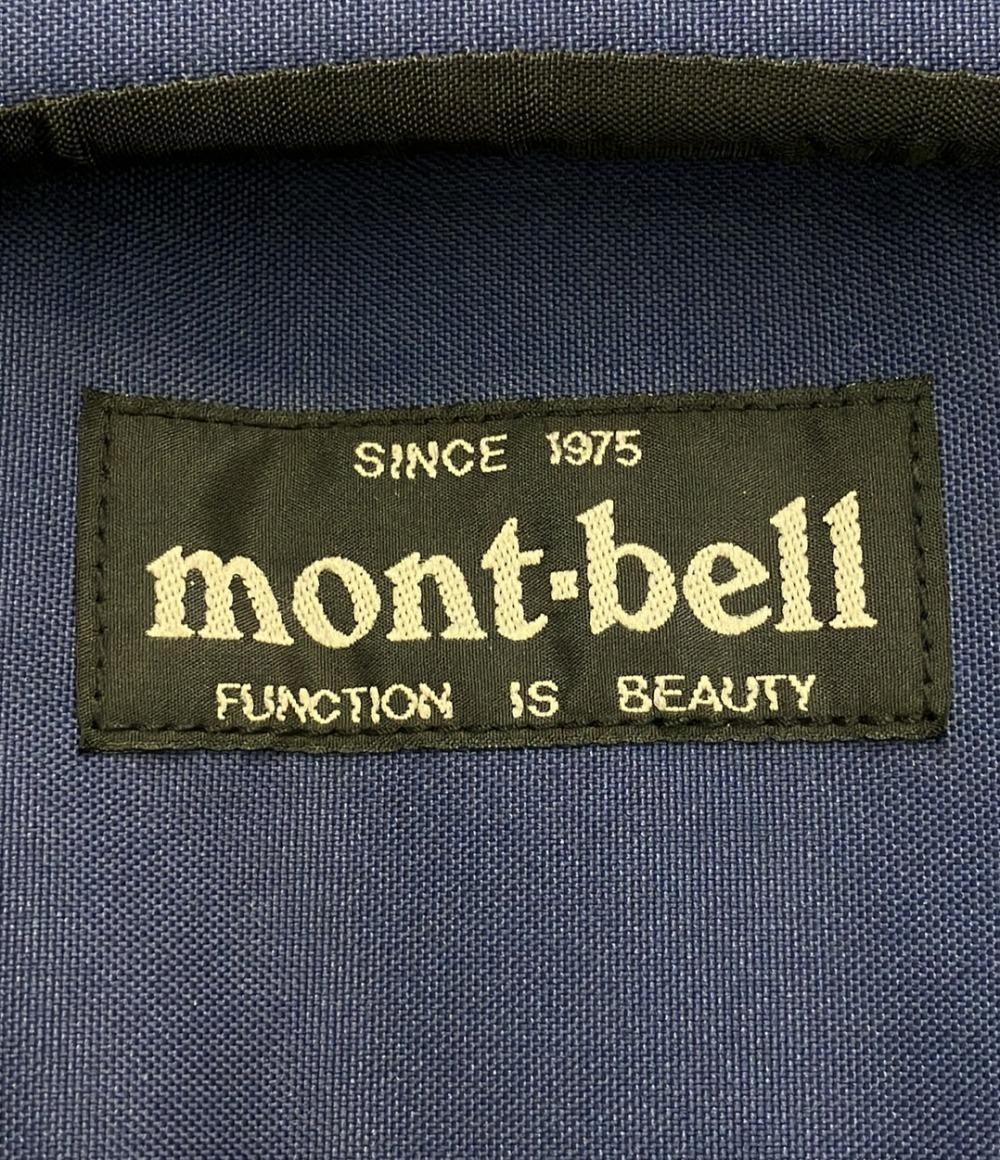 SINCE 1975
mont-bell
FUNCTION IS BEAUTY